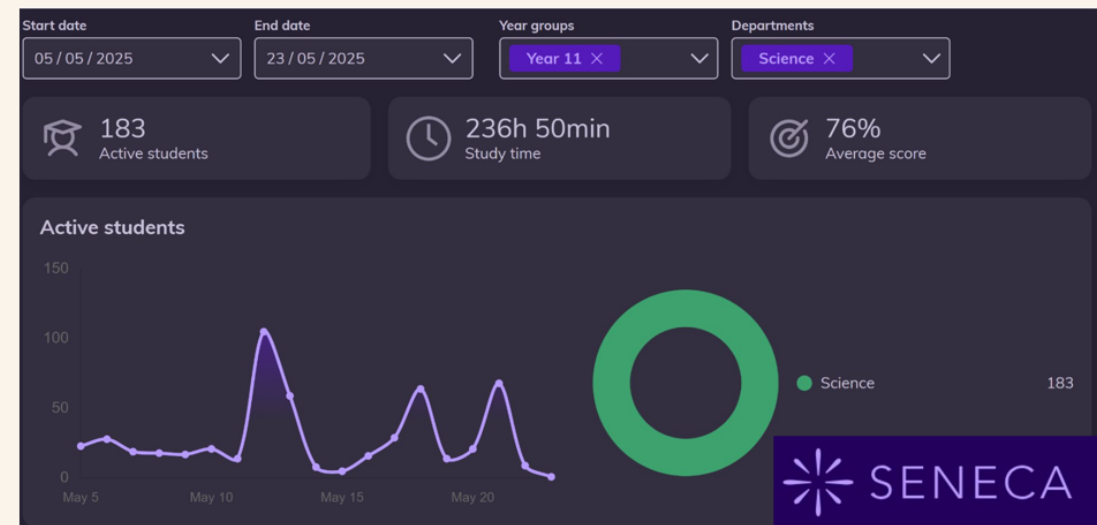 Start date
End date
Year groups
Departments
05 / 05 / 2025
23 / 05 / 2025
Year 11 ×
Science ×
183
Active students
236h 50min
Study time
76%
Average score
Active students
150
100
50
0
May 5
May 10
May 15
May 20
Science
183
SENECA